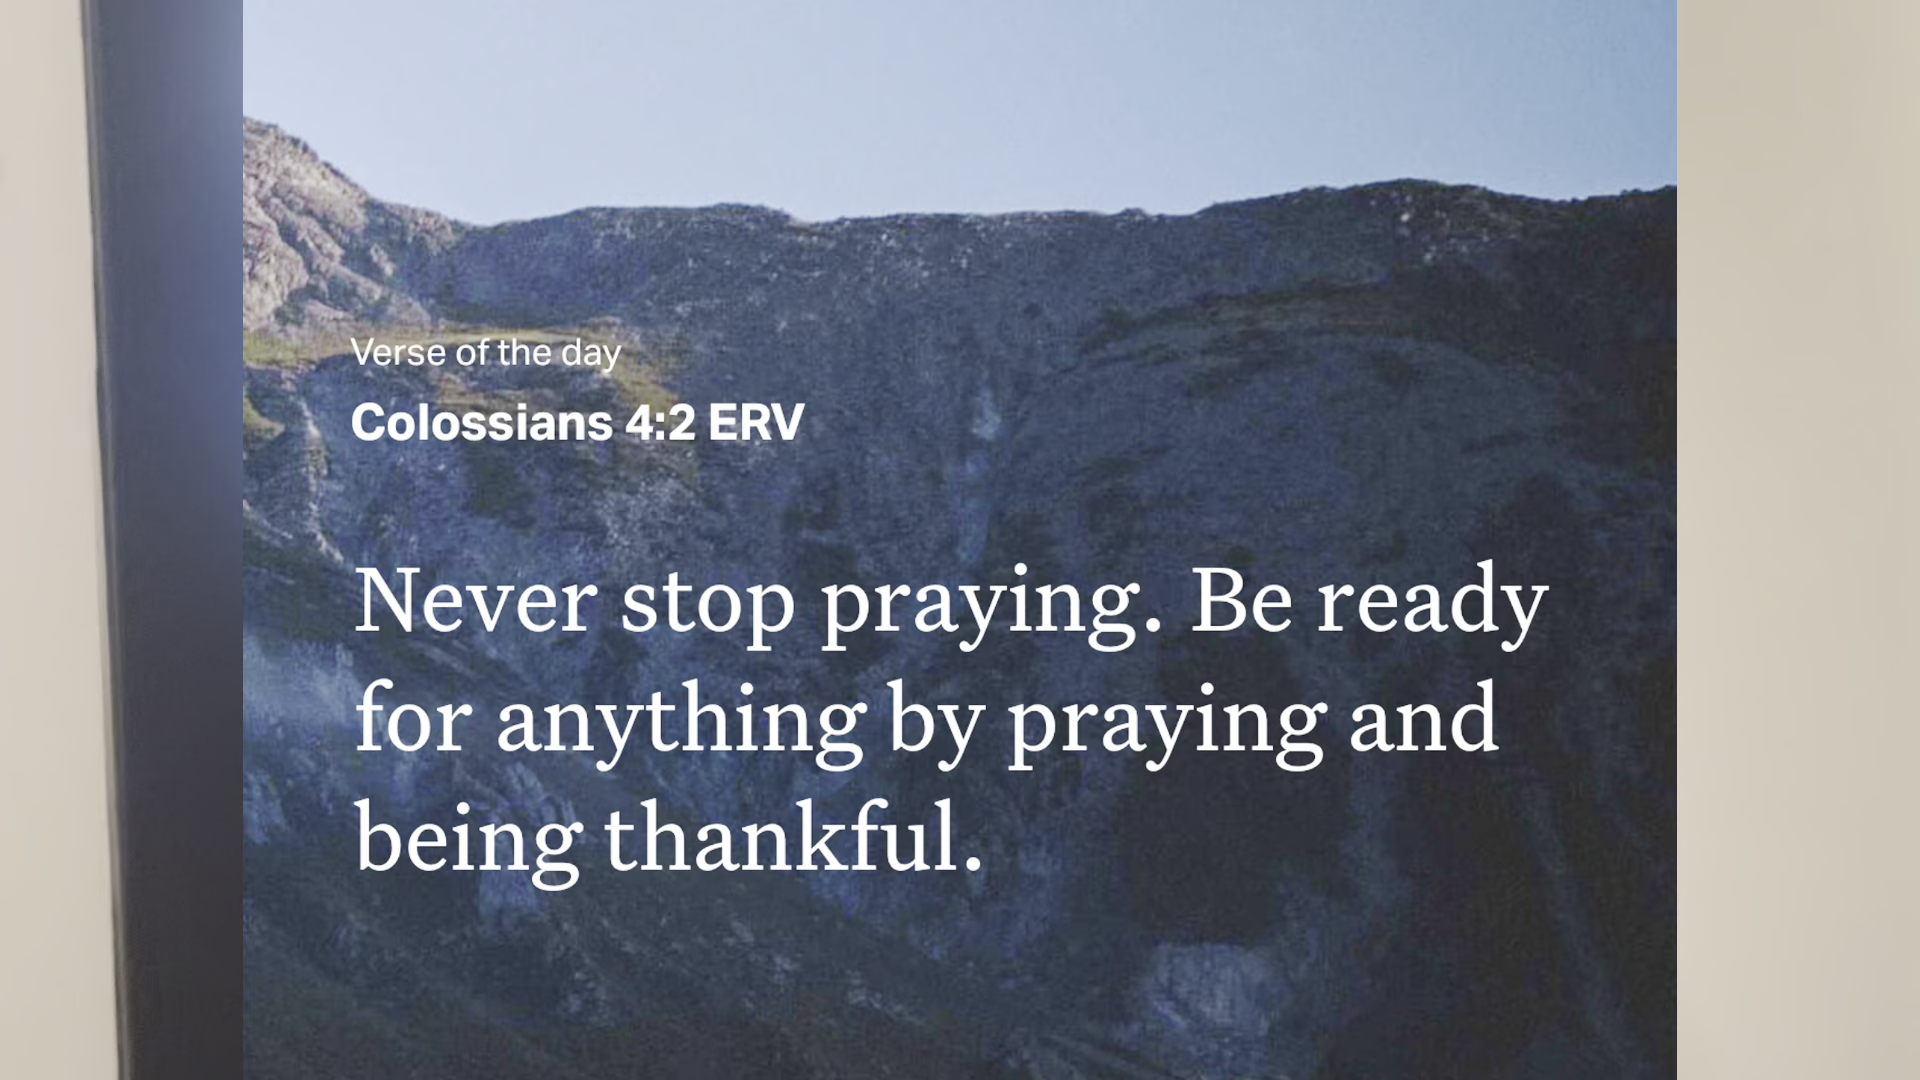 Verse of the day
Colossians 4:2 ERV
Never stop praying. Be ready
for anything by praying and
being thankful.